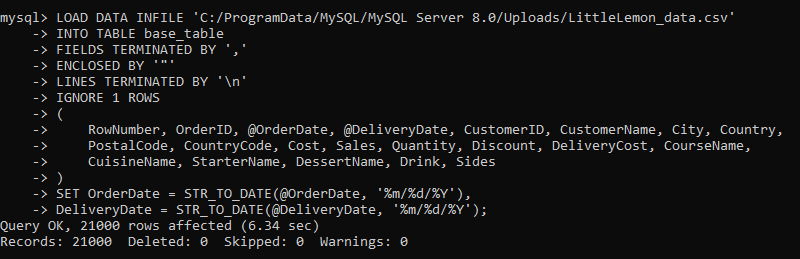 mysql> LOAD DATA INFILE 'C:/ProgramData/MySQL/MySQL Server 8.0/Uploads/LittleLemon_data.csv'
    -> INTO TABLE base_table
    -> FIELDS TERMINATED BY ','
    -> ENCLOSED BY '"'
    -> LINES TERMINATED BY '\n'
    -> IGNORE 1 ROWS
    -> (
    ->     RowNumber, OrderID, @OrderDate, @DeliveryDate, CustomerID, CustomerName, City, Country,
    ->     PostalCode, CountryCode, Cost, Sales, Quantity, Discount, DeliveryCost, CourseName,
    ->     CuisineName, StarterName, DessertName, Drink, Sides
    -> )
    -> SET OrderDate = STR_TO_DATE(@OrderDate, '%m/%d/%Y'),
    -> DeliveryDate = STR_TO_DATE(@DeliveryDate, '%m/%d/%Y');
Query OK, 21000 rows affected (6.34 sec)
Records: 21000  Deleted: 0  Skipped: 0  Warnings: 0